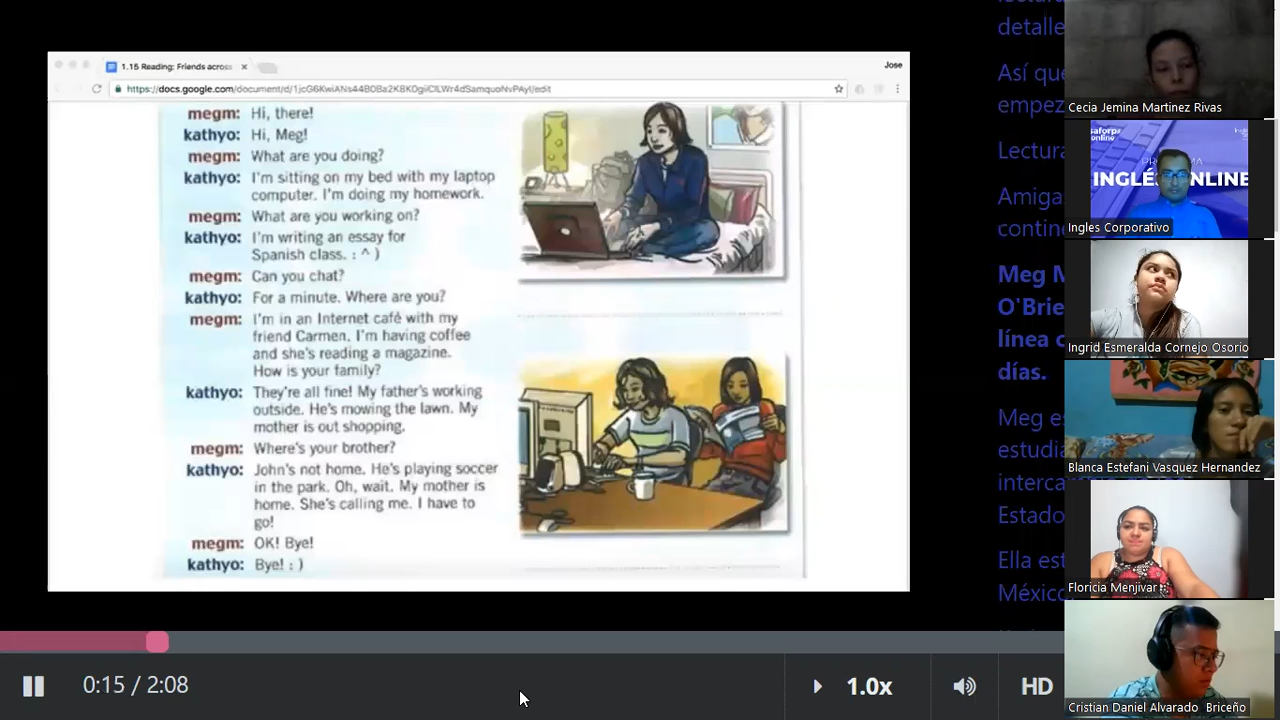 1.15 Reading: Friends across
Jose
https://docs.google.com/document/d/
megm: Hi, there!
kathyo: Hi, Meg!
megm: What are you doing?
kathyo: I'm sitting on my bed with my laptop
computer. I'm doing my homework.
megm: What are you working on?
kathyo: I'm writing an essay for
Spanish class. : ^ )
megm: Can you chat?
kathyo: For a minute. Where are you?
megm: I'm in an Internet café with my
friend Carmen. I'm having coffee
and she's reading a magazine.
How is your family?
kathyo: They're all fine! My father's working
outside. He's mowing the lawn. My
mother is out shopping.
megm: Where's your brother?
kathyo: John's not home. He's playing soccer
in the park. Oh, wait. My mother is
home. She's calling me. I have to
go!
megm: OK! Bye!
kathyo: Bye! : )
0:15 / 2:08
1.0x
HD
detalle
Así que
empez
Lectura
Amiga
contine
Meg M
O'Brie
línea c
días.
Meg es
estudia
interca
Estado
Ella est
México
Cecia Jemina Martinez Rivas
INGLÉS ONLINE
Ingles Corporativo
Ingrid Esmeralda Cornejo Osorio
Blanca Estefani Vasquez Hernandez
Floricia Menjivar
Cristian Daniel Alvarado Briceño